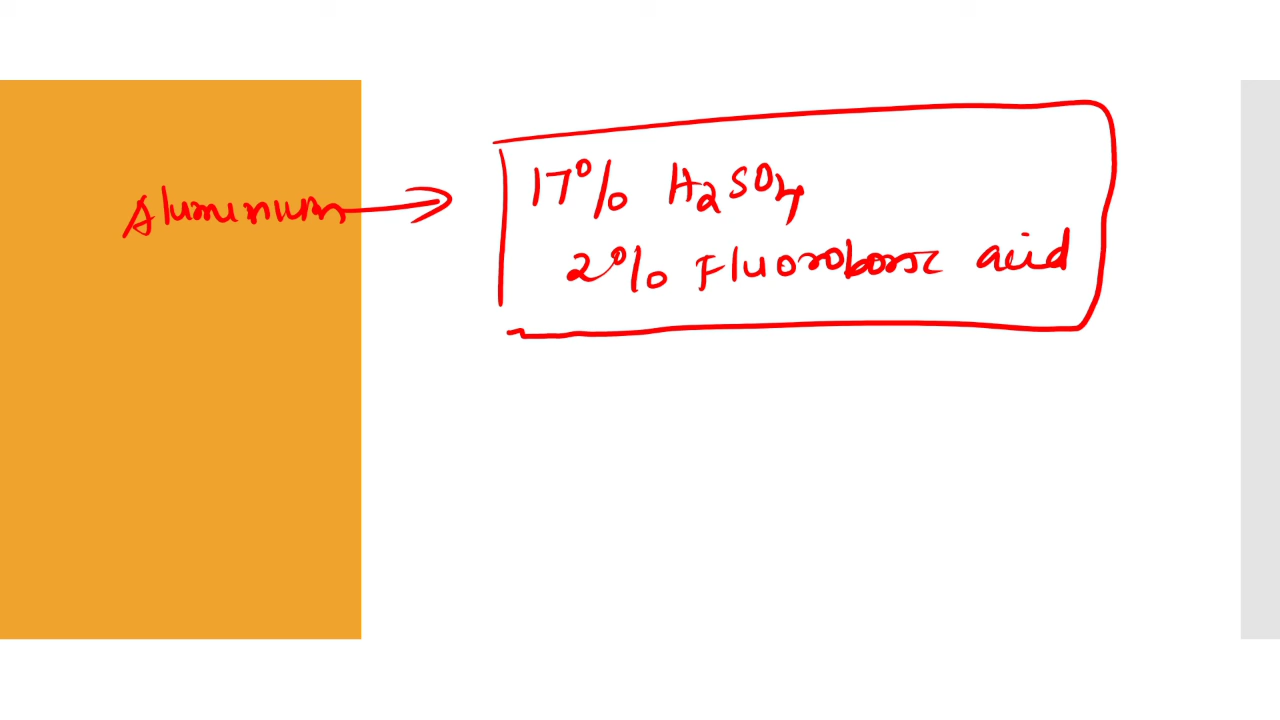 Aluminium →
17% H2SO4
2% Fluoroboric acid